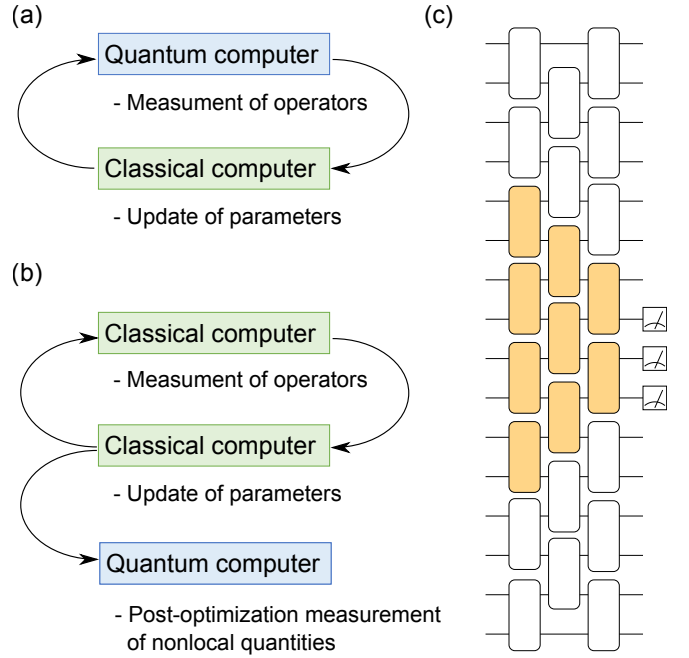 (a)
Quantum computer
- Measument of operators
Classical computer
- Update of parameters
(b)
Classical computer
- Measument of operators
Classical computer
- Update of parameters
Quantum computer
- Post-optimization measurement
of nonlocal quantities
(c)